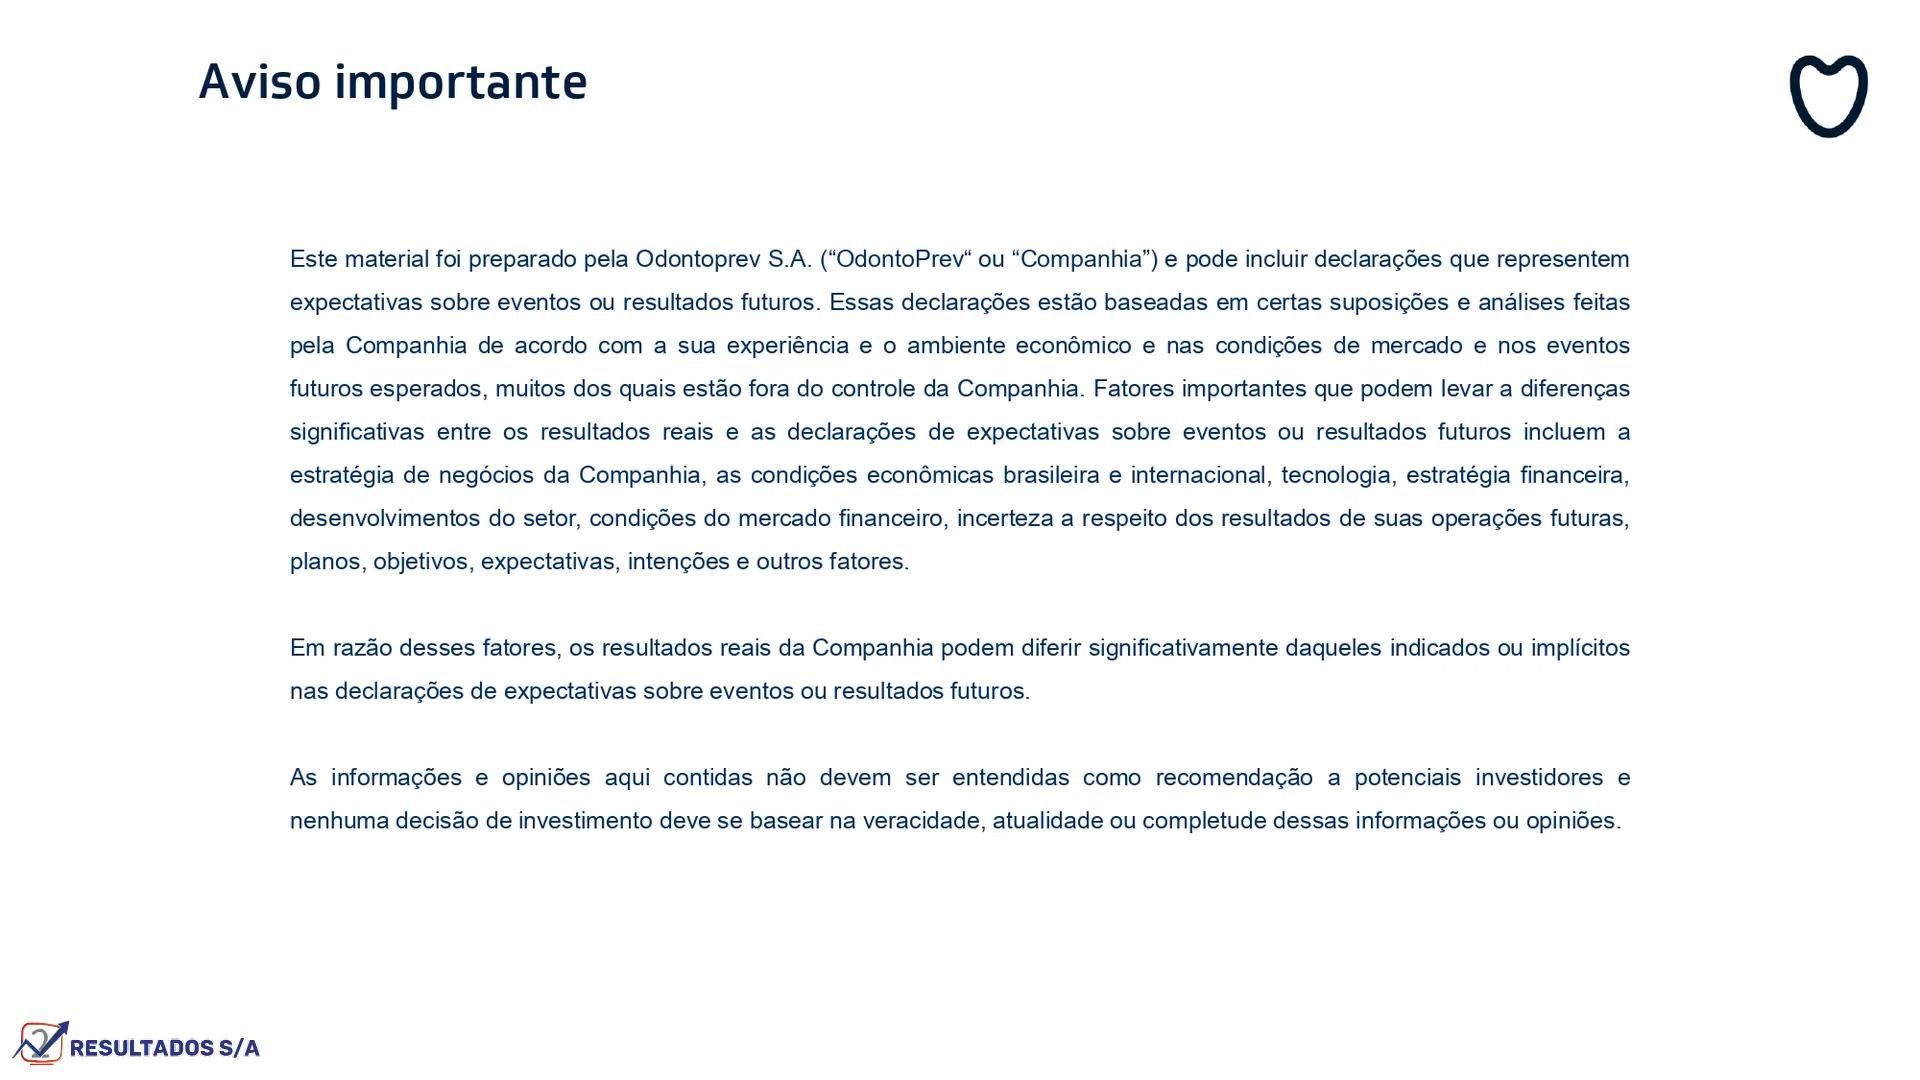 Aviso importante
Este material foi preparado pela Odontoprev S.A. (“OdontoPrev“ ou “Companhia”) e pode incluir declarações que representem
expectativas sobre eventos ou resultados futuros. Essas declarações estão baseadas em certas suposições e análises feitas
pela Companhia de acordo com a sua experiência e o ambiente econômico e nas condições de mercado e nos eventos
futuros esperados, muitos dos quais estão fora do controle da Companhia. Fatores importantes que podem levar a diferenças
significativas entre os resultados reais e as declarações de expectativas sobre eventos ou resultados futuros incluem a
estratégia de negócios da Companhia, as condições econômicas brasileira e internacional, tecnologia, estratégia financeira,
desenvolvimentos do setor, condições do mercado financeiro, incerteza a respeito dos resultados de suas operações futuras,
planos, objetivos, expectativas, intenções e outros fatores.
Em razão desses fatores, os resultados reais da Companhia podem diferir significativamente daqueles indicados ou implícitos
nas declarações de expectativas sobre eventos ou resultados futuros.
As informações e opiniões aqui contidas não devem ser entendidas como recomendação a potenciais investidores e
nenhuma decisão de investimento deve se basear na veracidade, atualidade ou completude dessas informações ou opiniões.
2
RESULTADOS S/A